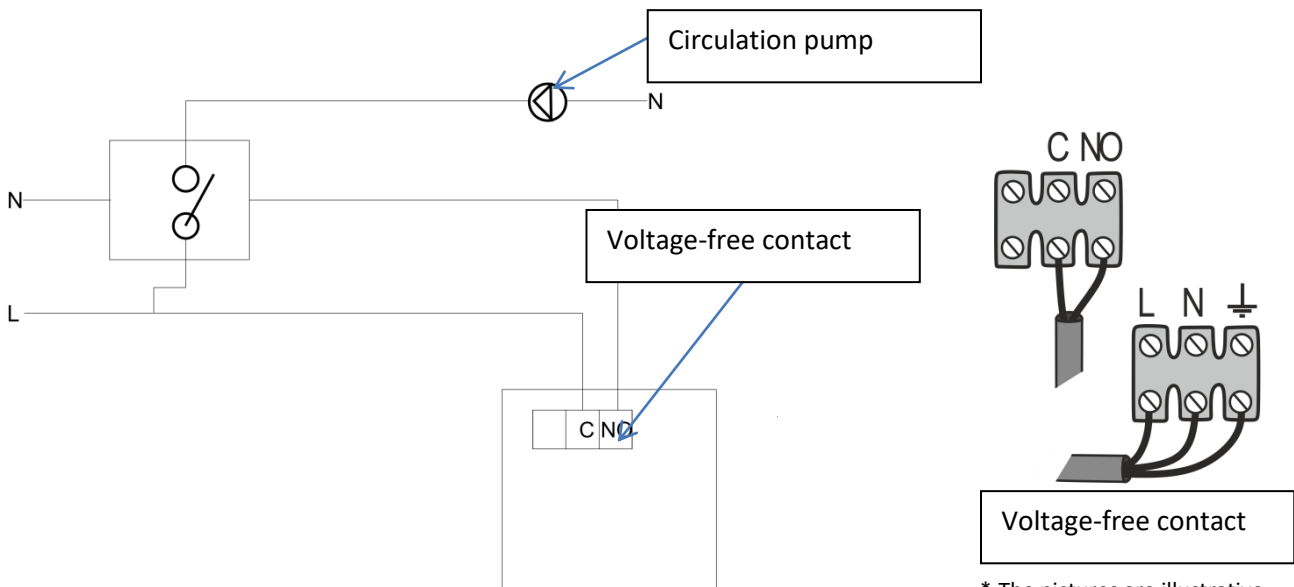 Circulation pump
N
N
Voltage-free contact
L
C NO
C NO
L N
Voltage-free contact
* The pictures are illustrative